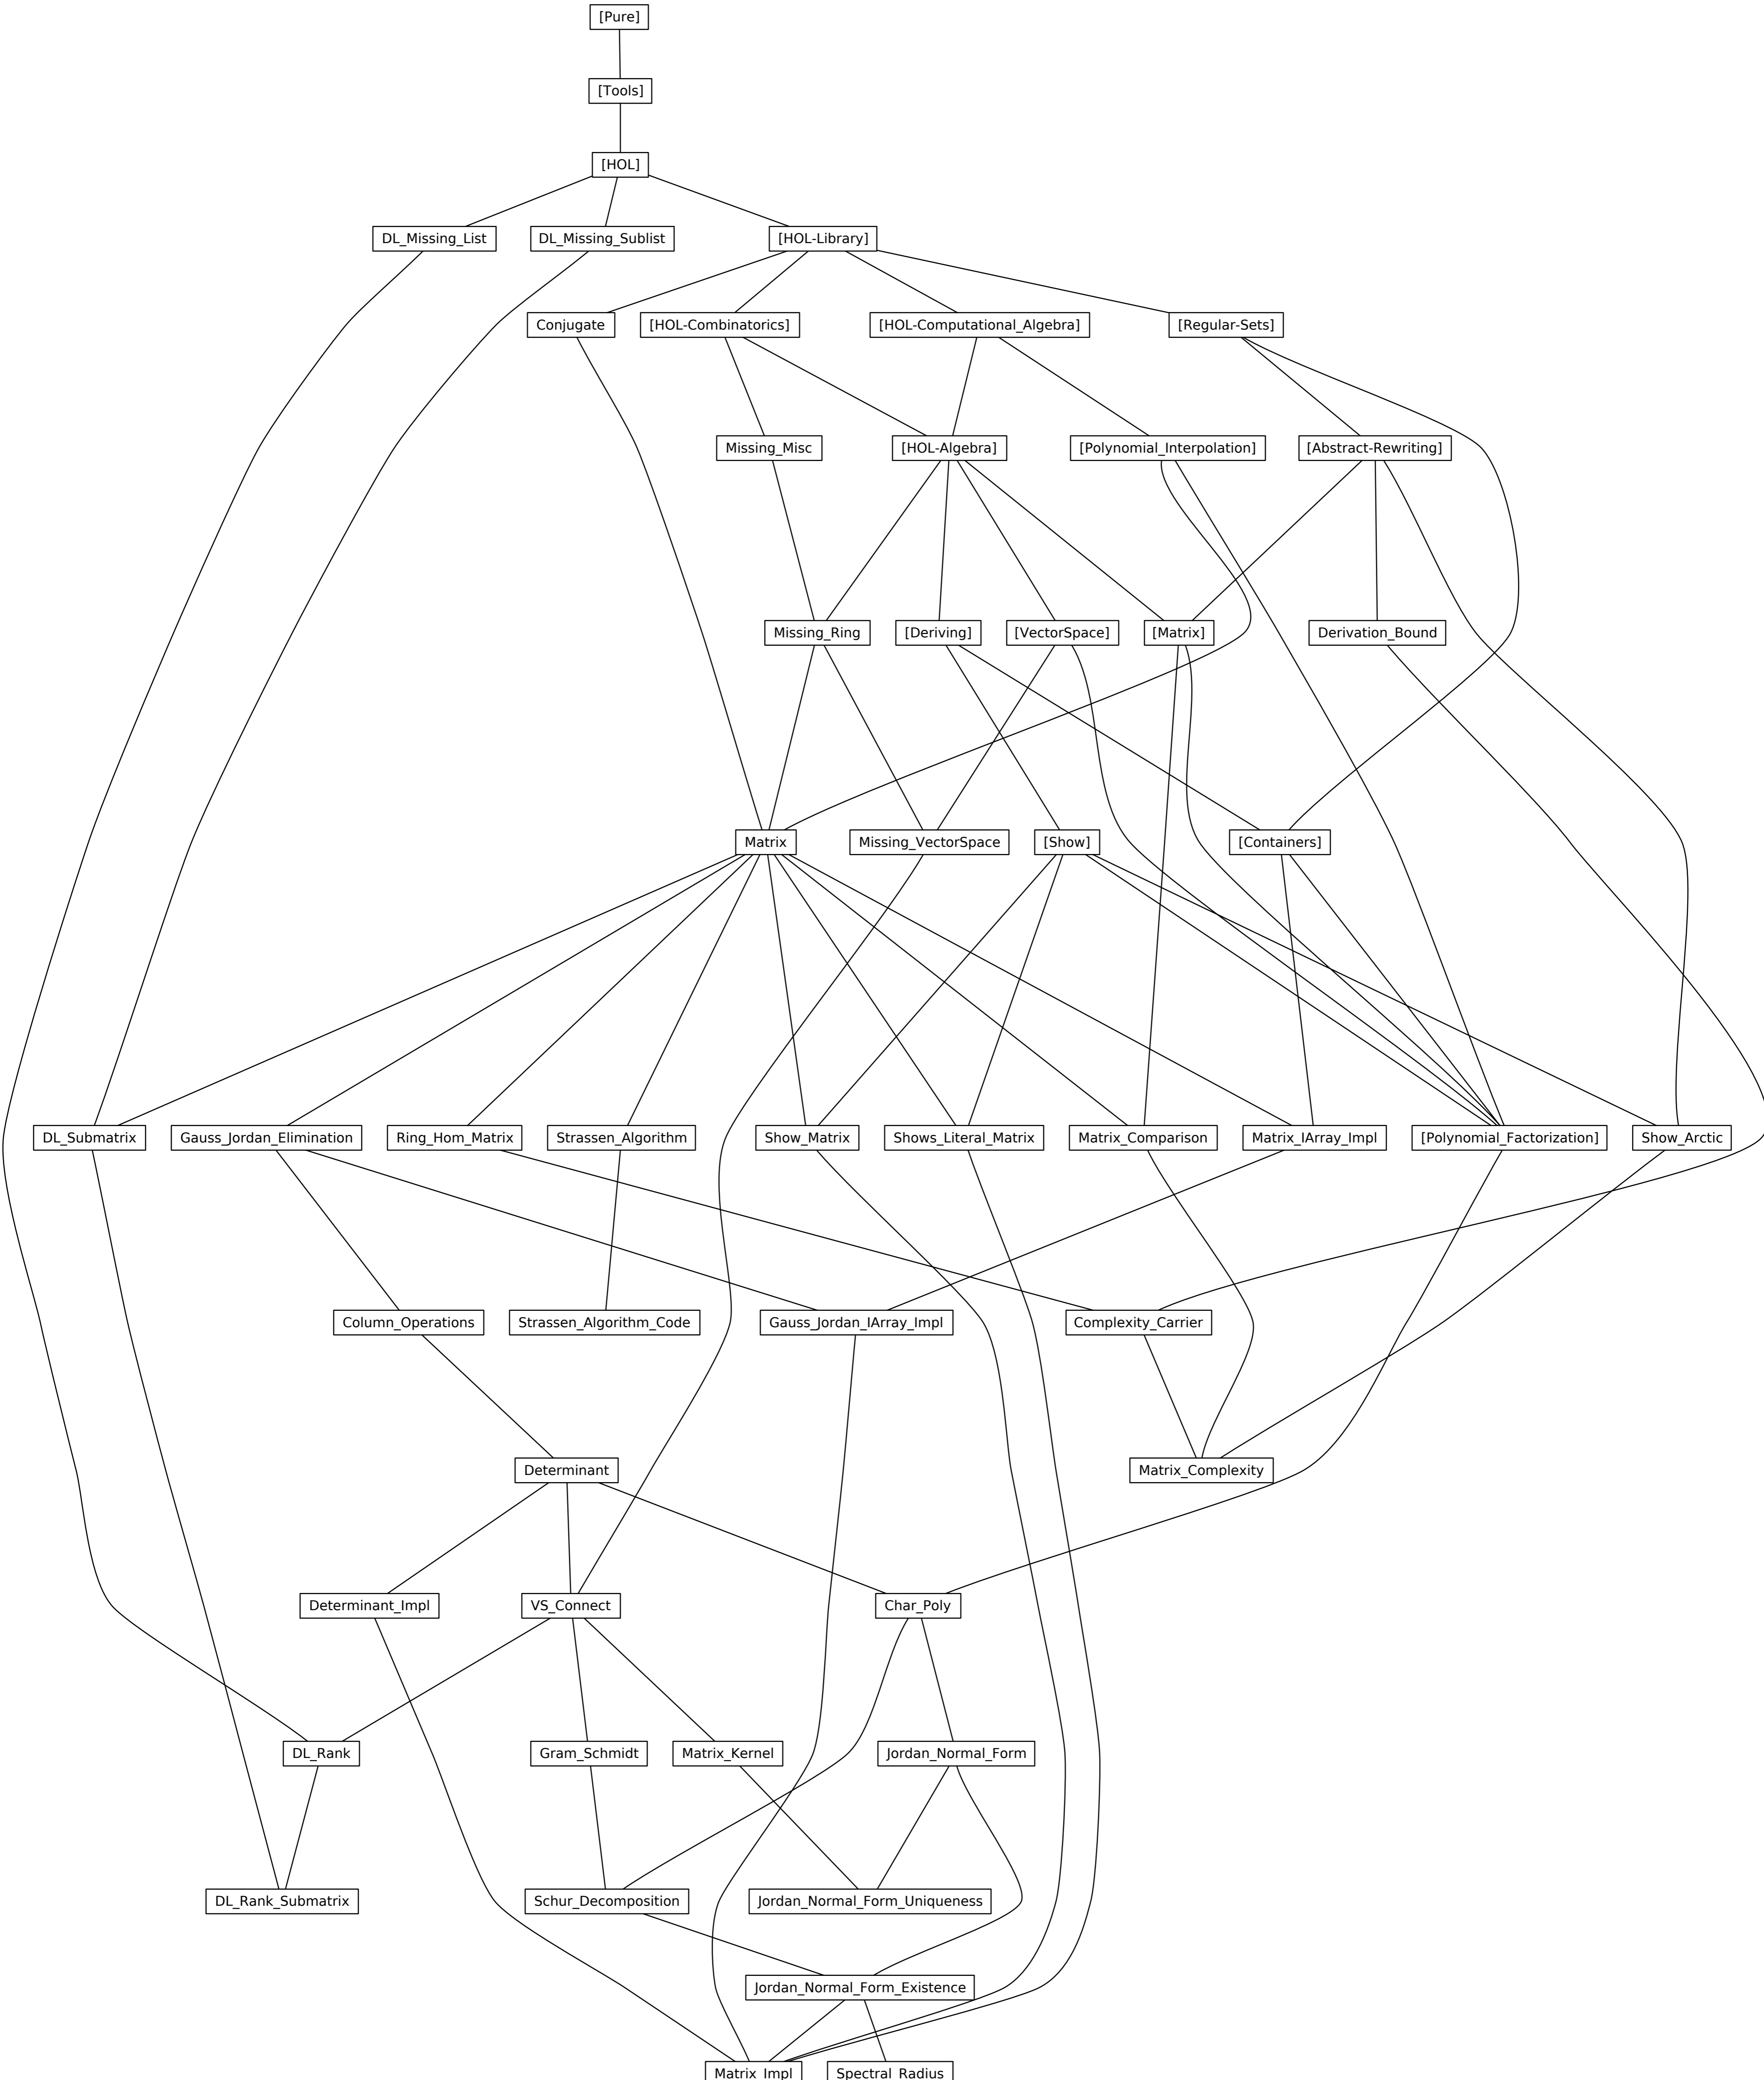 [Pure]
[Tools]
[HOL]
DL_Missing_List
DL_Missing_Sublist
[HOL-Library]
Conjugate
[HOL-Combinatorics]
[HOL-Computational_Algebra]
[Regular-Sets]
Missing_Misc
[HOL-Algebra]
[Polynomial_Interpolation]
[Abstract-Rewriting]
Missing_Ring
[Deriving]
[VectorSpace]
[Matrix]
Derivation_Bound
Matrix
Missing_VectorSpace
[Show]
[Containers]
DL_Submatrix
Gauss_Jordan_Elimination
Ring_Hom_Matrix
Strassen_Algorithm
Show_Matrix
Shows_Literal_Matrix
Matrix_Comparison
Matrix_IArray_Impl
[Polynomial_Factorization]
Show_Arctic
Column_Operations
Strassen_Algorithm_Code
Gauss_Jordan_IArray_Impl
Complexity_Carrier
Determinant
Matrix_Complexity
Determinant_Impl
VS_Connect
Char_Poly
DL_Rank
Gram_Schmidt
Matrix_Kernel
Jordan_Normal_Form
DL_Rank_Submatrix
Schur_Decomposition
Jordan_Normal_Form_Uniqueness
Jordan_Normal_Form_Existence
Matrix_Impl
Spectral_Radius